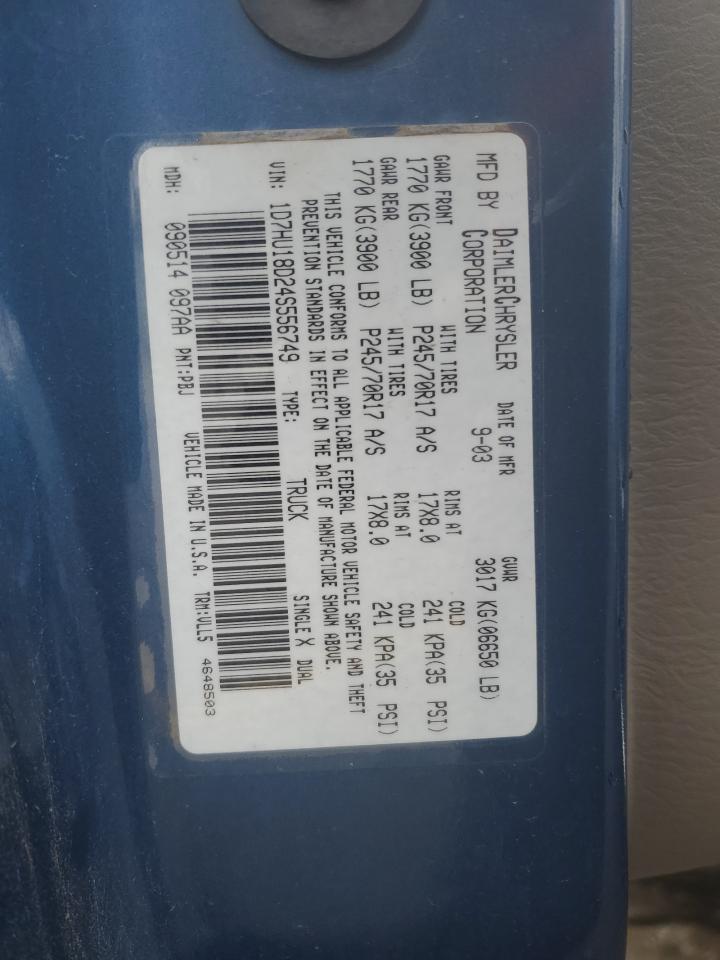 MFD BY DAIMLERCHRYSLER CORPORATION DATE OF MFR 9-03 GVWR 3017 KG(06650 LB)
GAWR FRONT WITH TIRES RIMS AT COLD
1770 KG(3900 LB) P245/70R17 A/S 17X8.0 241 KPA(35 PSI)
GAWR REAR WITH TIRES RIMS AT COLD
1770 KG(3900 LB) P245/70R17 A/S 17X8.0 241 KPA(35 PSI)
THIS VEHICLE CONFORMS TO ALL APPLICABLE FEDERAL MOTOR VEHICLE SAFETY AND THEFT
PREVENTION STANDARDS IN EFFECT ON THE DATE OF MANUFACTURE SHOWN ABOVE.
VIN: 1D7HU18D24S556749 TYPE: TRUCK SINGLE X DUAL
MDH: 090514 097AA PNT:PBJ VEHICLE MADE IN U.S.A. TRM:VLL5 4648503